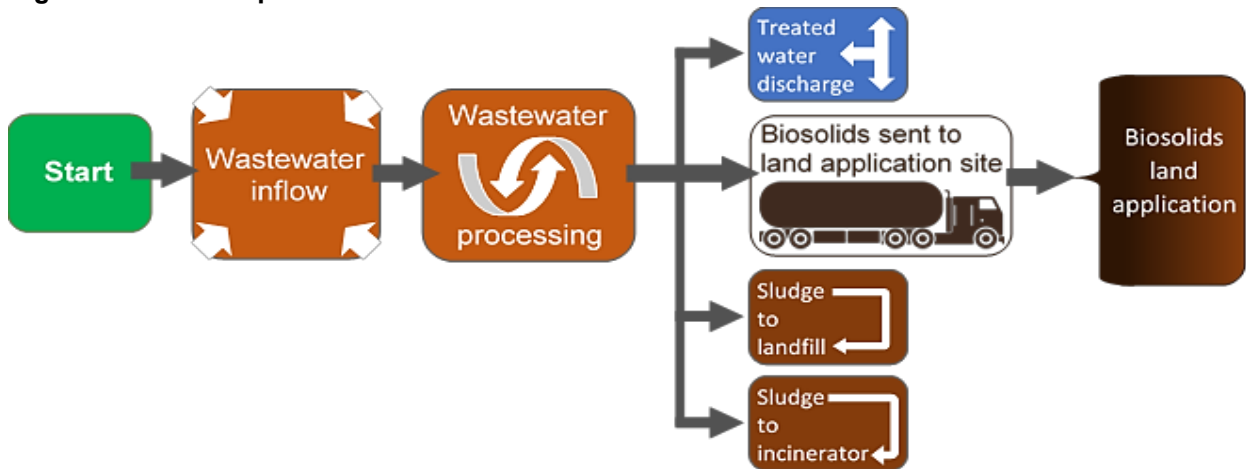 Start
Wastewater
inflow
Wastewater
processing
Treated
water
discharge
Biosolids sent to
land application site
Biosolids
land
application
Sludge
to
landfill
Sludge
to
incinerator